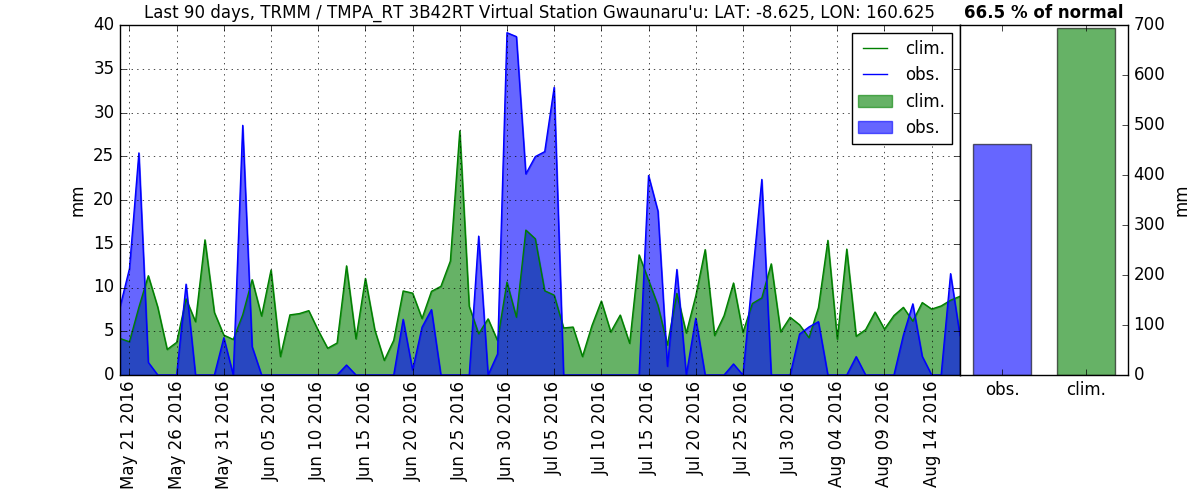 Last 90 days, TRMM / TMPA_RT 3B42RT Virtual Station Gwaunaru'u: LAT: -8.625, LON: 160.625
66.5 % of normal
40
35
30
25
20
15
10
5
0
mm
clim.
obs.
clim.
obs.
700
600
500
400
300
200
100
0
mm
May 21 2016
May 26 2016
May 31 2016
Jun 05 2016
Jun 10 2016
Jun 15 2016
Jun 20 2016
Jun 25 2016
Jun 30 2016
Jul 05 2016
Jul 10 2016
Jul 15 2016
Jul 20 2016
Jul 25 2016
Jul 30 2016
Aug 04 2016
Aug 09 2016
Aug 14 2016
obs.
clim.